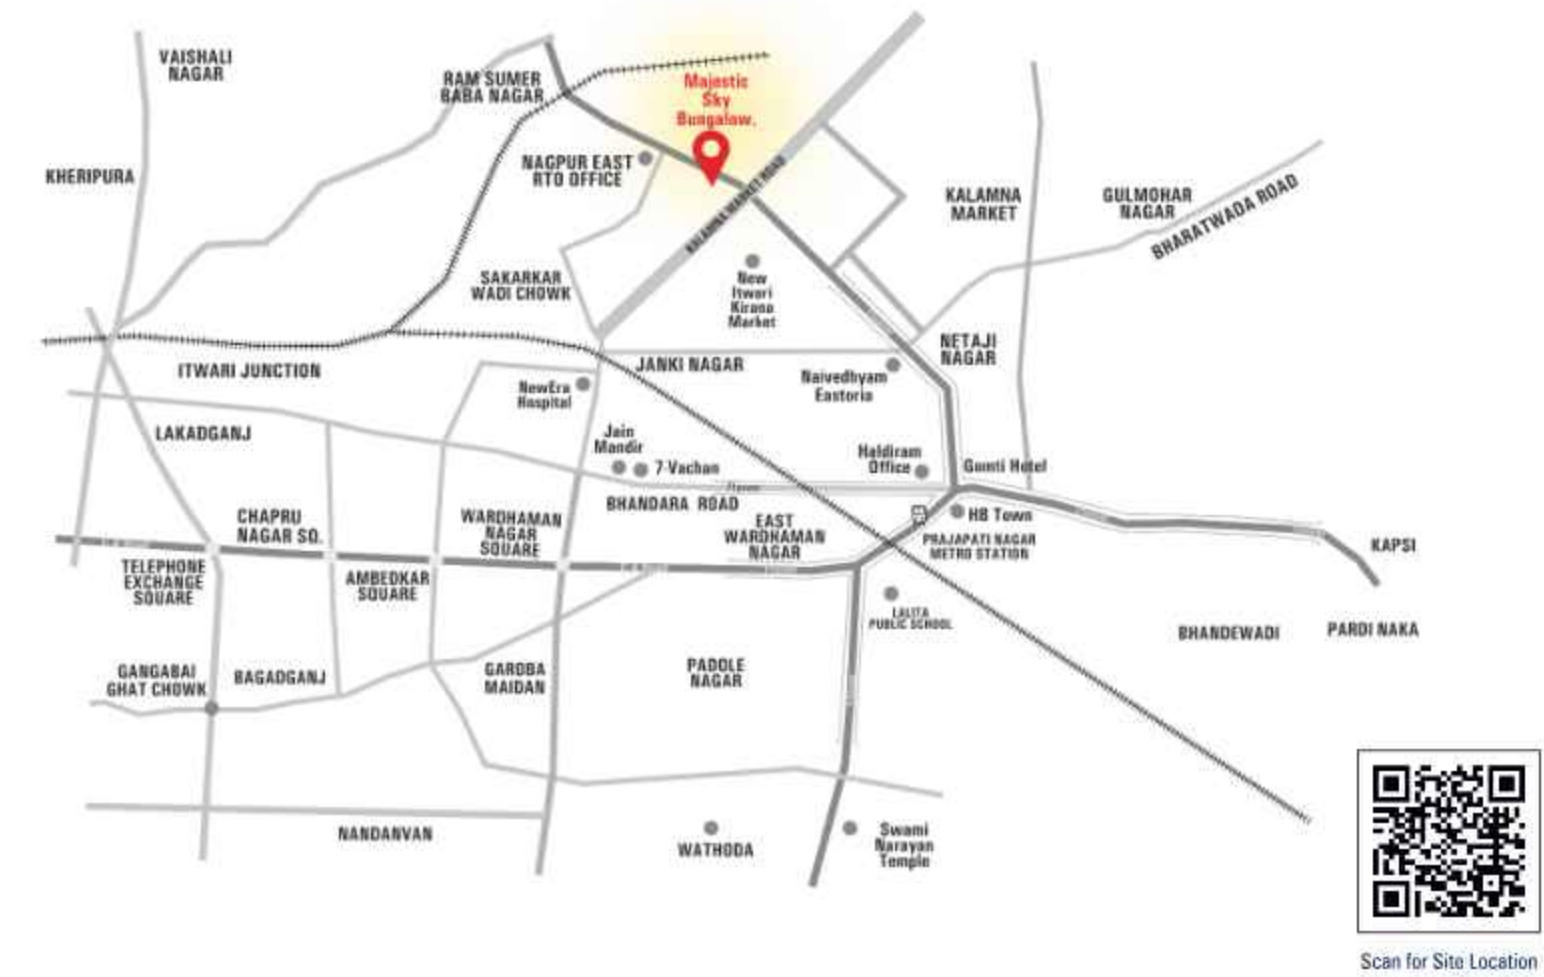 VAISHALI
NAGAR
RAM SUMER
BABA NAGAR
Majestic
Sky
Bungalow.
KHERIPURA
NAGPUR EAST
RTO OFFICE
KALAMNA MARKET ROAD
KALAMNA
MARKET
GULMOHAR
NAGAR
BHARATWADA ROAD
SAKARKAR
WADI CHOWK
New
Itwari
Kirana
Market
ITWARI JUNCTION
JANKI NAGAR
NETAJI
NAGAR
NewEra
Hospital
Naivedhyam
Eastoria
LAKADGANJ
Jain
Mandir
7-Vachan
Haldiram
Office
Gomti Hotel
BHANDARA ROAD
CHAPRU
NAGAR SQ.
WARDHAMAN
NAGAR
SQUARE
EAST
WARDHAMAN
NAGAR
HB Town
PRAJAPATI NAGAR
METRO STATION
KAPSI
TELEPHONE
EXCHANGE
SQUARE
AMBEDKAR
SQUARE
LALITA
PUBLIC SCHOOL
BHANDEWADI
PARDI NAKA
GANGABAI
GHAT CHOWK
BAGADGANJ
GAROBA
MAIDAN
PADOLE
NAGAR
NANDANVAN
WATHODA
Swami
Narayan
Temple
Scan for Site Location